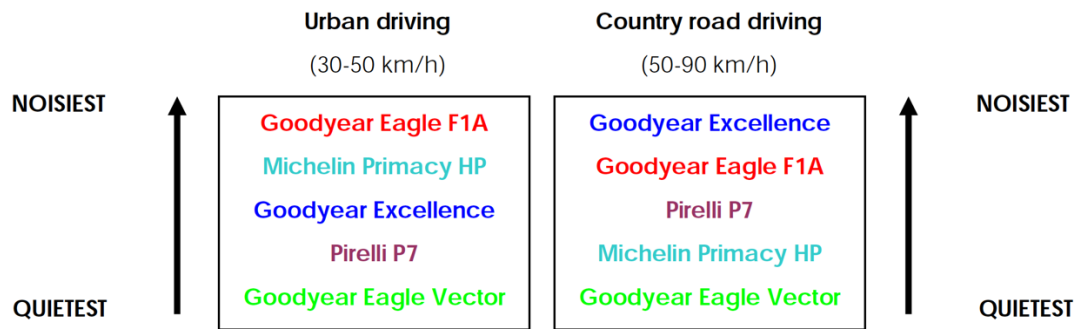 Urban driving
Country road driving
(30-50 km/h)
(50-90 km/h)
NOISIEST
NOISIEST
Goodyear Eagle F1A
Goodyear Excellence
Michelin Primacy HP
Goodyear Eagle F1A
Goodyear Excellence
Pirelli P7
Pirelli P7
Michelin Primacy HP
QUIETEST
Goodyear Eagle Vector
Goodyear Eagle Vector
QUIETEST